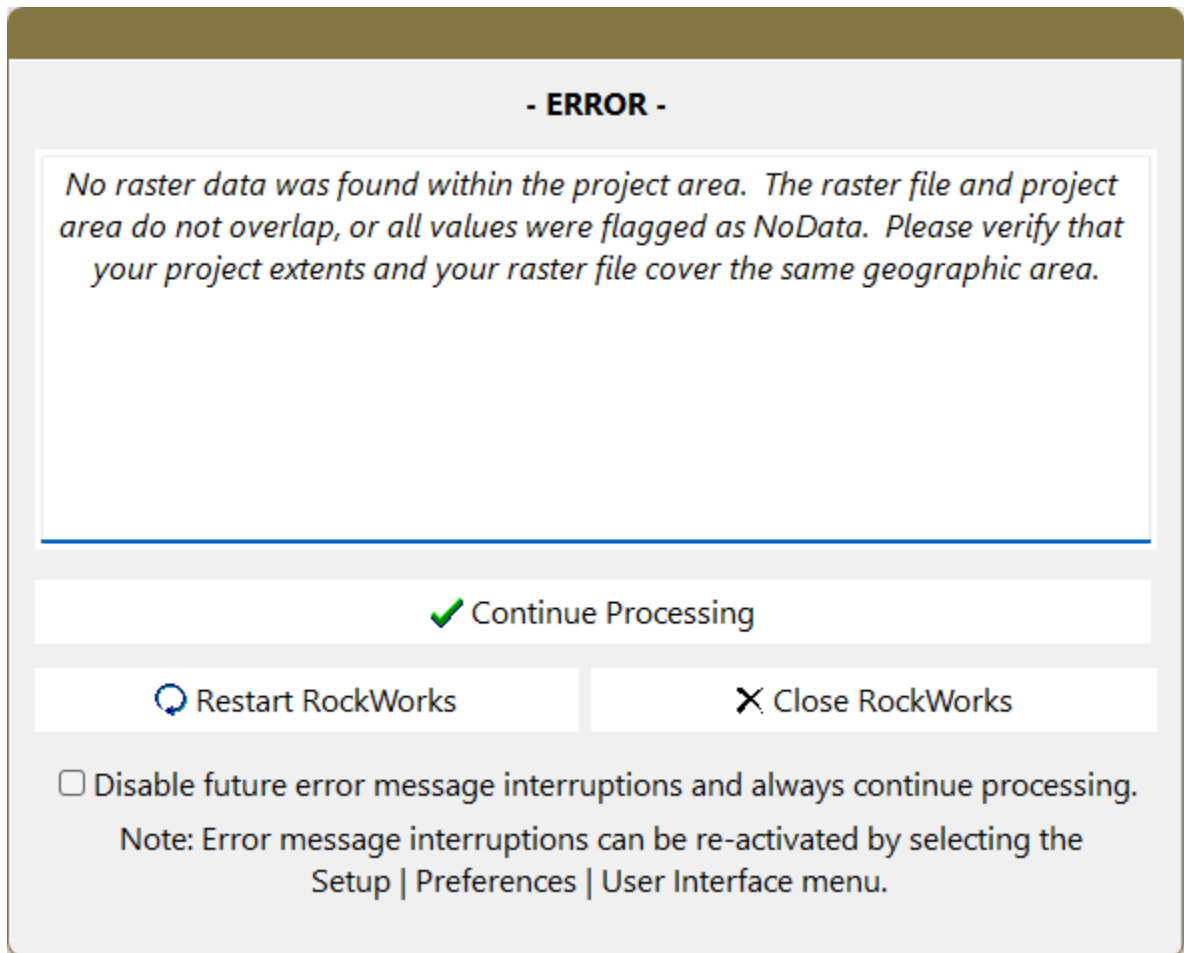 - ERROR -
No raster data was found within the project area.  The raster file and project
area do not overlap, or all values were flagged as NoData.  Please verify that
your project extents and your raster file cover the same geographic area.
Continue Processing
Restart RockWorks
Close RockWorks
Disable future error message interruptions and always continue processing.
Note: Error message interruptions can be re-activated by selecting the
Setup | Preferences | User Interface menu.